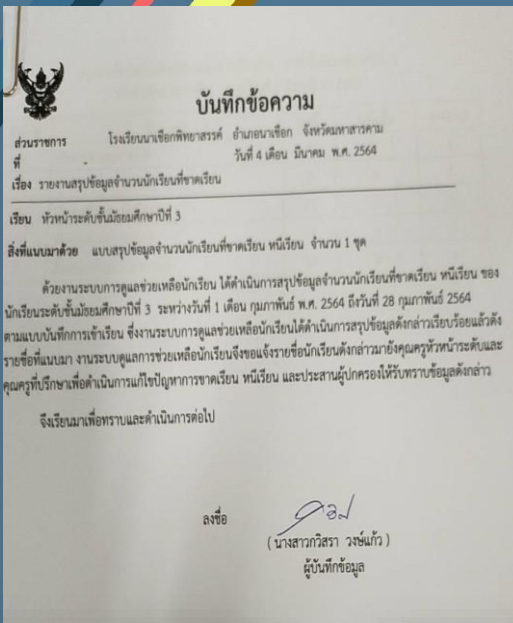 บันทึกข้อความ
ส่วนราชการ โรงเรียนนาเชือกพิทยาสรรค์ อำเภอนาเชือก จังหวัดมหาสารคาม
ที่ - วันที่ 4 เดือน มีนาคม พ.ศ. 2564
เรื่อง รายงานสรุปข้อมูลจำนวนนักเรียนที่ขาดเรียน
เรียน หัวหน้าระดับชั้นมัธยมศึกษาปีที่ 3
สิ่งที่แนบมาด้วย แบบสรุปข้อมูลจำนวนนักเรียนที่ขาดเรียน หนีเรียน จำนวน 1 ชุด
ด้วยงานระบบการดูแลช่วยเหลือนักเรียน ได้ดำเนินการสรุปข้อมูลจำนวนนักเรียนที่ขาดเรียน หนีเรียน ของ
นักเรียนระดับชั้นมัธยมศึกษาปีที่ 3 ระหว่างวันที่ 1 เดือน กุมภาพันธ์ พ.ศ. 2564 ถึงวันที่ 28 กุมภาพันธ์ 2564
ตามแบบบันทึกการเข้าเรียน ซึ่งงานระบบการดูแลช่วยเหลือนักเรียนได้ดำเนินการสรุปข้อมูลดังกล่าวเรียบร้อยแล้วดัง
รายชื่อที่แนบมา งานระบบดูแลการช่วยเหลือนักเรียนจึงขอแจ้งรายชื่อนักเรียนดังกล่าวมายังคุณครูหัวหน้าระดับและ
คุณครูที่ปรึกษาเพื่อดำเนินการแก้ไขปัญหาการขาดเรียน หนีเรียน และประสานผู้ปกครองให้รับทราบข้อมูลดังกล่าว
จึงเรียนมาเพื่อทราบและดำเนินการต่อไป
ลงชื่อ
( นางสาวกวิสรา วงษ์แก้ว )
ผู้บันทึกข้อมูล